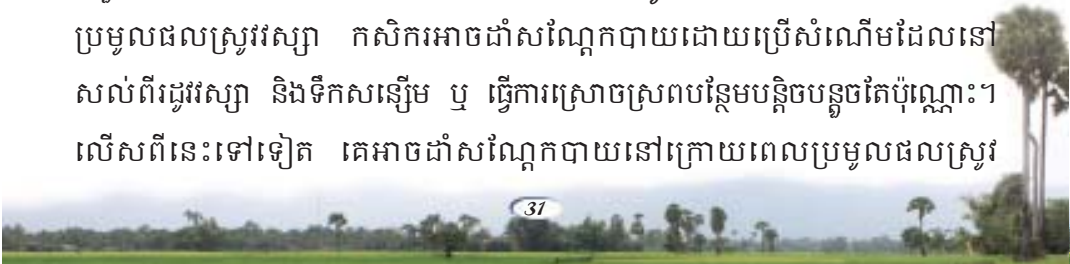 ប្រមូលផលស្រូវវស្សា កសិករអាចដាំសណ្តែកបាយដោយប្រើសំណើមដែលនៅ
សល់ពីរដូវវស្សា និងទឹកសន្សើម ឬ ធ្វើការស្រោចស្រពបន្ថែមបន្តិចបន្តួចតែប៉ុណ្ណោះ។
លើសពីនេះទៅទៀត គេអាចដាំសណ្តែកបាយនៅក្រោយពេលប្រមូលផលស្រូវ
31